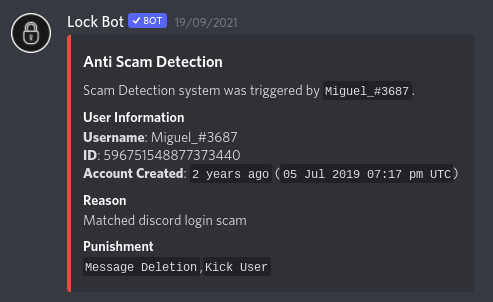 Lock Bot ✓ BOT 19/09/2021
Anti Scam Detection
Scam Detection system was triggered by Miguel_#3687.
User Information
Username: Miguel_#3687
ID: 596751548877373440
Account Created: 2 years ago (05 Jul 2019 07:17 pm UTC)
Reason
Matched discord login scam
Punishment
Message Deletion,Kick User